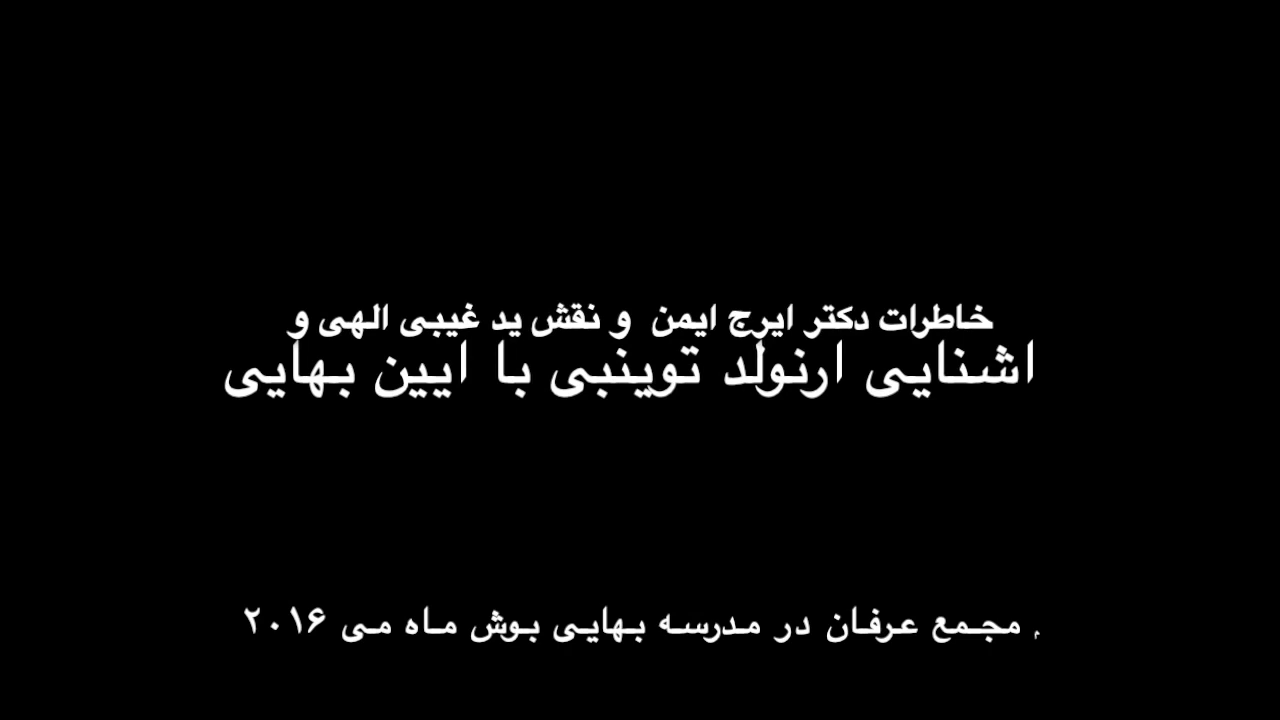 خاطرات دکتر ایرج ایمن و نقش ید غیبی الهی و
اشنایی ارنولد توینبی با ایین بهایی
م مجمع عرفان در مدرسه بهایی بوش ماه می ۲۰۱۶